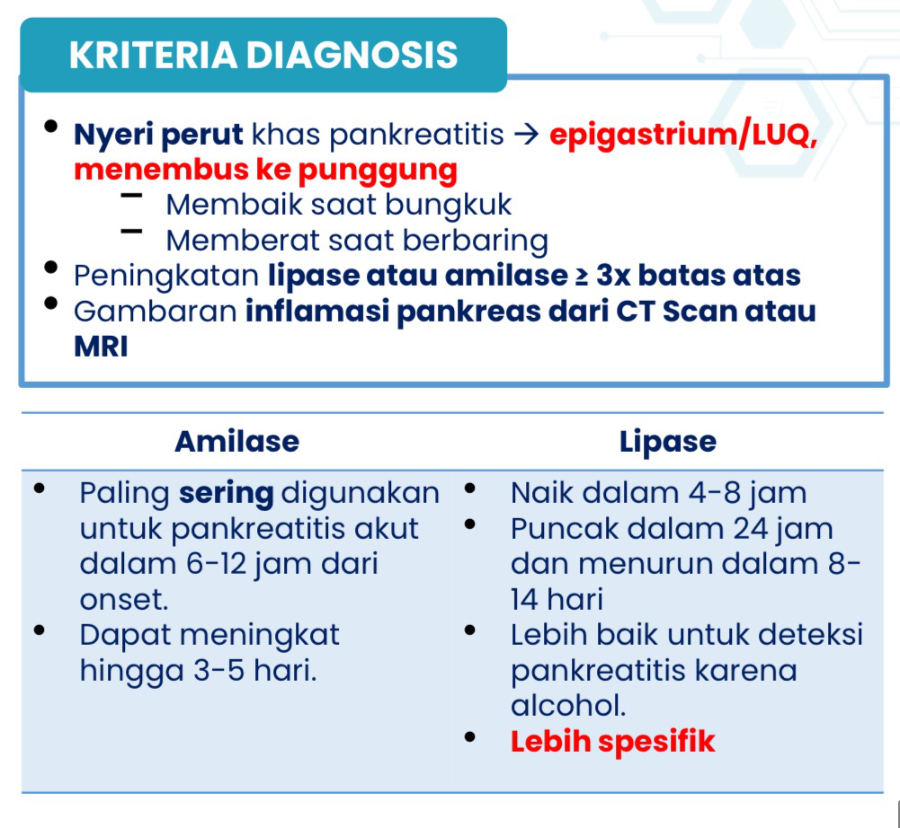 KRITERIA DIAGNOSIS
• Nyeri perut khas pankreatitis → epigastrium/LUQ,
menembus ke punggung
– Membaik saat bungkuk
– Memberat saat berbaring
• Peningkatan lipase atau amilase ≥ 3x batas atas
• Gambaran inflamasi pankreas dari CT Scan atau
MRI
Amilase
• Paling sering digunakan
untuk pankreatitis akut
dalam 6-12 jam dari
onset.
• Dapat meningkat
hingga 3-5 hari.
Lipase
• Naik dalam 4-8 jam
• Puncak dalam 24 jam
dan menurun dalam 8-
14 hari
• Lebih baik untuk deteksi
pankreatitis karena
alcohol.
• Lebih spesifik